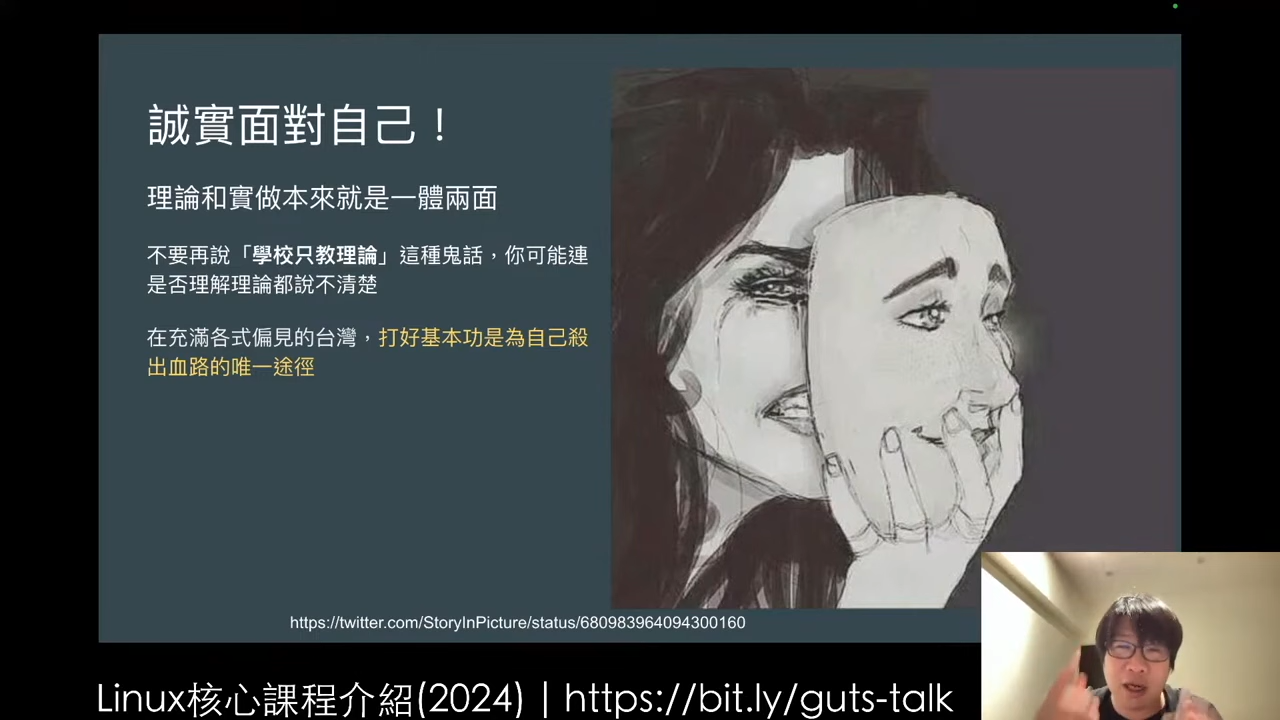 誠實面對自己！
理論和實做本來就是一體兩面
不要再說「學校只教理論」這種鬼話，你可能連
是否理解理論都說不清楚
在充滿各式偏見的台灣，打好基本功是為自己殺
出血路的唯一途徑
https://twitter.com/StoryInPicture/status/680983964094300160
Linux核心課程介紹(2024) | https://bit.ly/guts-talk